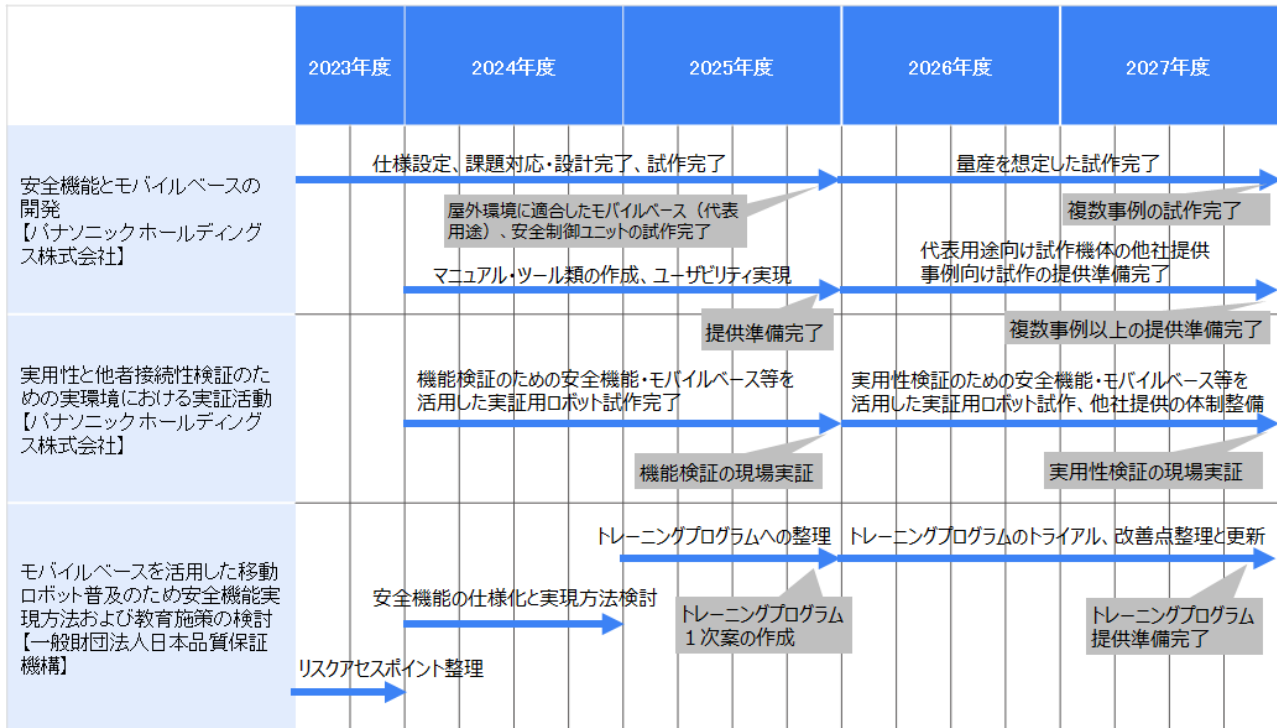 2023年度
2024年度
2025年度
2026年度
2027年度
安全機能とモバイルベースの
開発
【パナソニック ホールディング
ス株式会社】
仕様設定、課題対応・設計完了、試作完了
量産を想定した試作完了
屋外環境に適合したモバイルベース（代表
用途）、安全制御ユニットの試作完了
複数事例の試作完了
マニュアル・ツール類の作成、ユーザビリティ実現
代表用途向け試作機体の他社提供
事例向け試作の提供準備完了
提供準備完了
複数事例以上の提供準備完了
実用性と他者接続性検証のた
めの実環境における実証活動
【パナソニック ホールディング
ス株式会社】
機能検証のための安全機能・モバイルベース等を
活用した実証用ロボット試作完了
実用性検証のための安全機能・モバイルベース等を
活用した実証用ロボット試作、他社提供の体制整備
機能検証の現場実証
実用性検証の現場実証
モバイルベースを活用した移動
ロボット普及のため安全機能実
現方法および教育施策の検討
【一般財団法人日本品質保証
機構】
トレーニングプログラムへの整理
トレーニングプログラムのトライアル、改善点整理と更新
安全機能の仕様化と実現方法検討
トレーニングプログラム
１次案の作成
トレーニングプログラム
提供準備完了
リスクアセスポイント整理